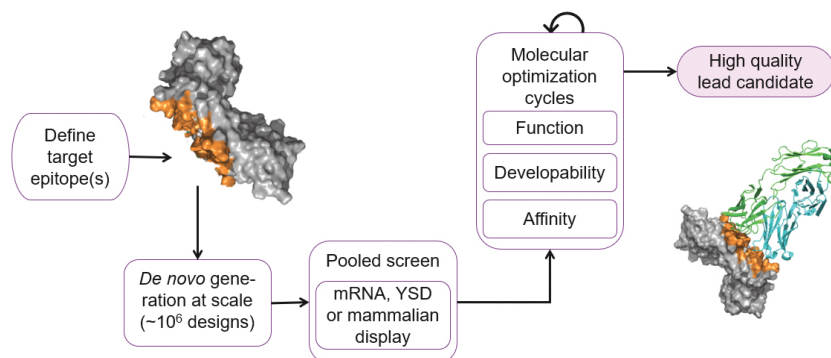 Define
target
epitope(s)
De novo gene-
ration at scale
(~10⁶ designs)
Pooled screen
mRNA, YSD
or mammalian
display
Molecular
optimization
cycles
Function
Developability
Affinity
High quality
lead candidate